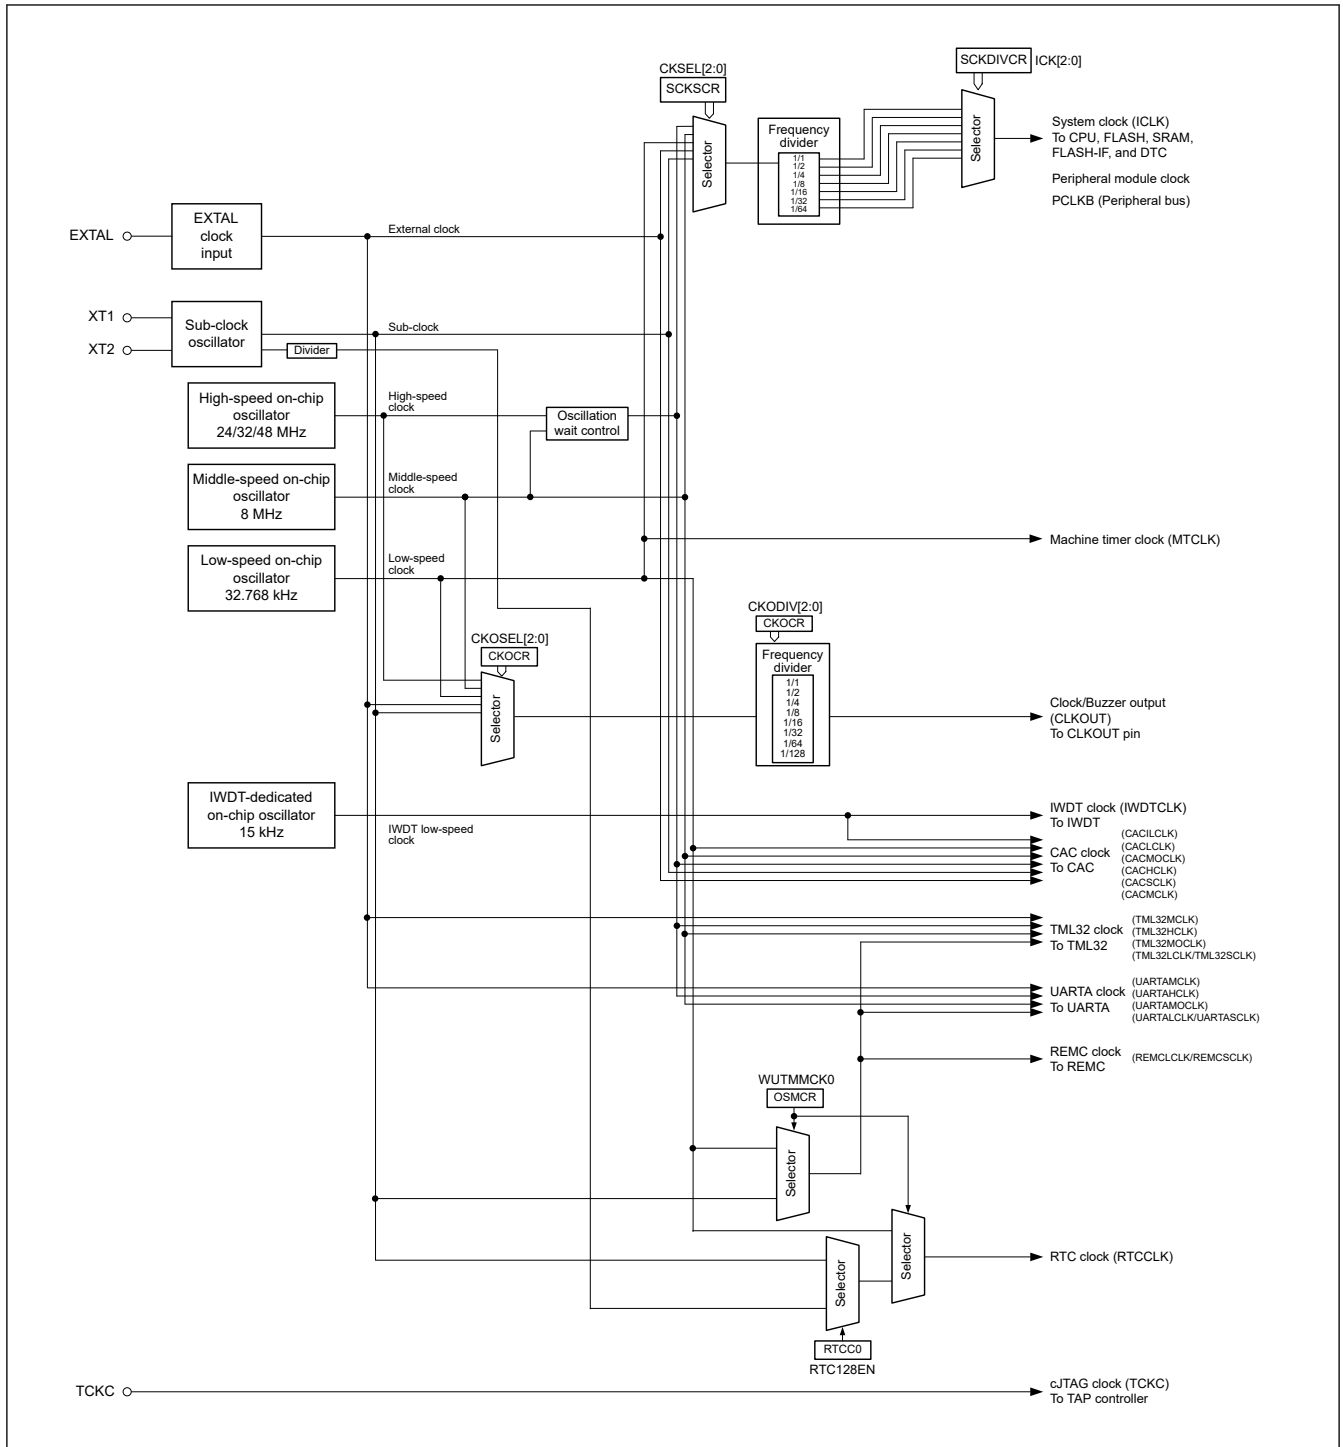 CKSEL[2:0]
SCKSCR
SCKDIVCR
ICK[2:0]
Selector
Frequency
divider
1/1
1/2
1/4
1/8
1/16
1/32
1/64
Selector
System clock (ICLK)
To CPU, FLASH, SRAM,
FLASH-IF, and DTC
Peripheral module clock
PCLKB (Peripheral bus)
EXTAL
EXTAL
clock
input
External clock
XT1
XT2
Sub-clock
oscillator
Sub-clock
Divider
High-speed on-chip
oscillator
24/32/48 MHz
High-speed
clock
Oscillation
wait control
Middle-speed on-chip
oscillator
8 MHz
Middle-speed
clock
Machine timer clock (MTCLK)
Low-speed on-chip
oscillator
32.768 kHz
Low-speed
clock
CKOSEL[2:0]
CKOCR
Selector
CKODIV[2:0]
CKOCR
Frequency
divider
1/1
1/2
1/4
1/8
1/16
1/32
1/64
1/128
Clock/Buzzer output
(CLKOUT)
To CLKOUT pin
IWDT-dedicated
on-chip oscillator
15 kHz
IWDT low-speed
clock
IWDT clock (IWDTCLK)
To IWDT
CAC clock
To CAC
(CACILCLK)
(CACLCLK)
(CACMOCLK)
(CACHCLK)
(CACSCLK)
(CACMCLK)
TML32 clock
To TML32
(TML32MCLK)
(TML32HCLK)
(TML32MOCLK)
(TML32LCLK/TML32SCLK)
UARTA clock
To UARTA
(UARTAMCLK)
(UARTAHCLK)
(UARTAMOCLK)
(UARTALCLK/UARTASCLK)
REMC clock
To REMC
(REMCLCLK/REMCSCLK)
WUTMMCK0
OSMCR
Selector
Selector
Selector
RTC clock (RTCCLK)
RTCC0
RTC128EN
TCKC
cJTAG clock (TCKC)
To TAP controller